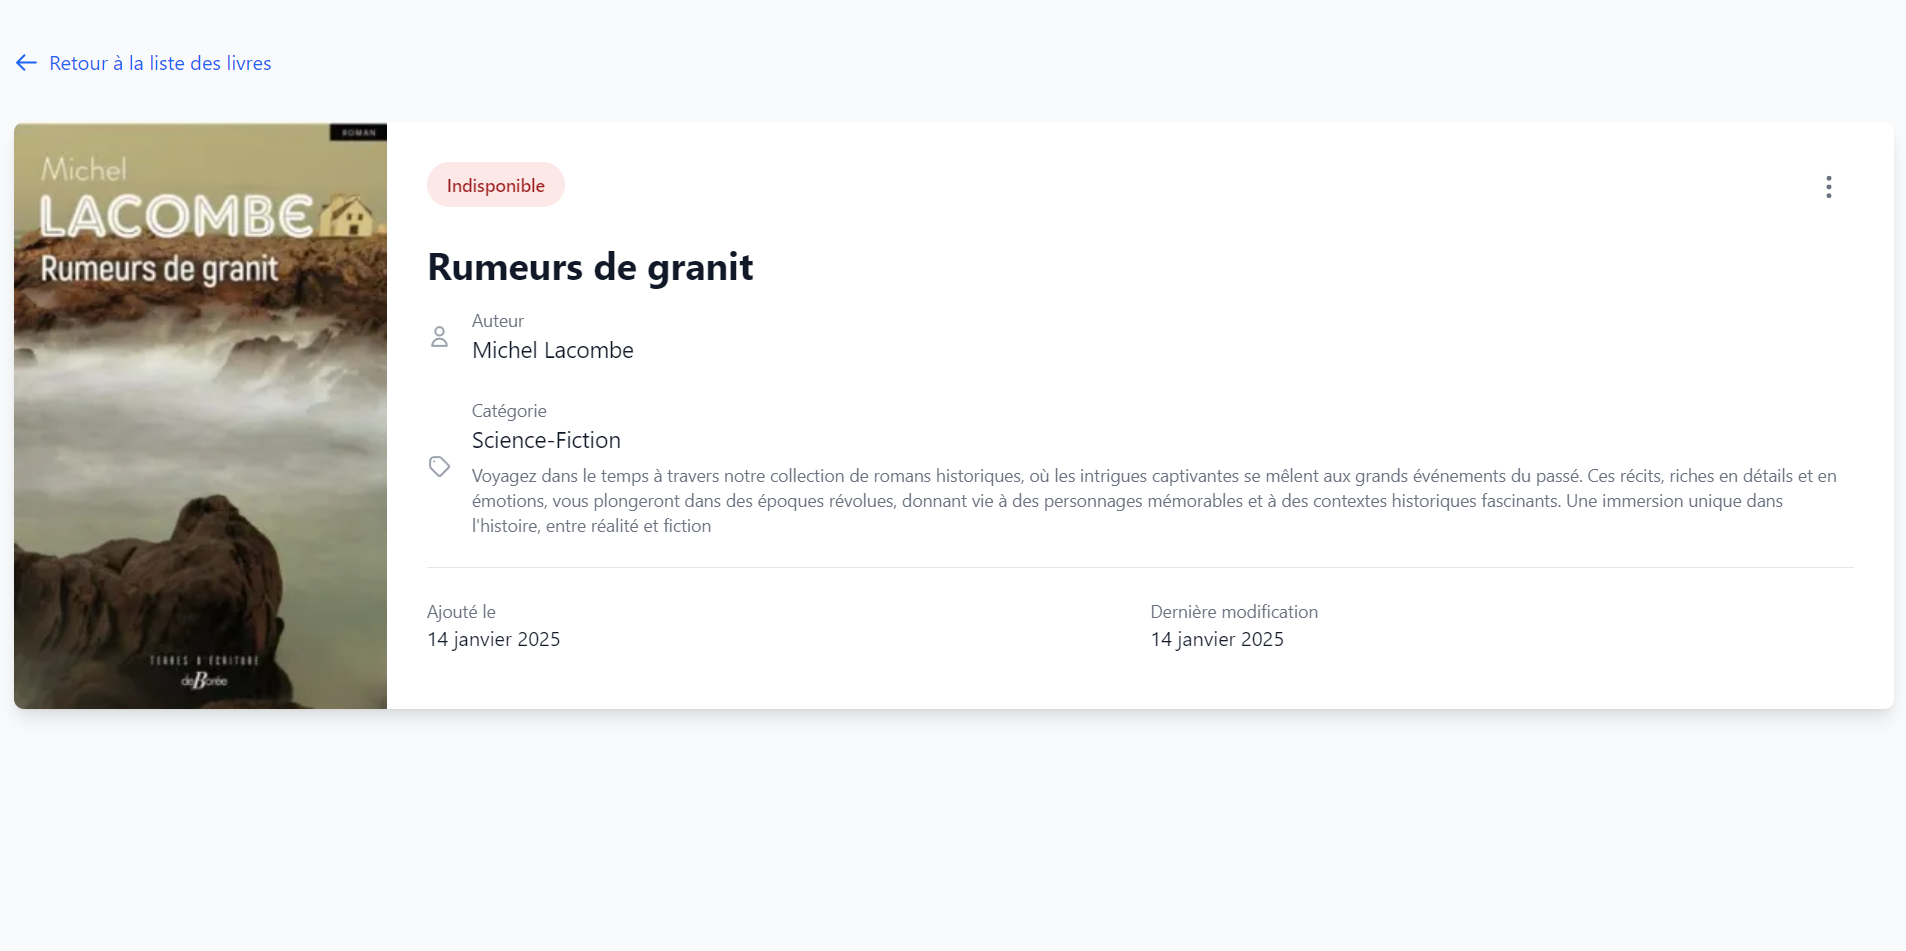 Retour à la liste des livres
ROMAN
Michel
LACOMBE
Rumeurs de granit
TERRES D'ÉCRITURE
deBorée
Indisponible
Rumeurs de granit
Auteur
Michel Lacombe
Catégorie
Science-Fiction
Voyagez dans le temps à travers notre collection de romans historiques, où les intrigues captivantes se mêlent aux grands événements du passé. Ces récits, riches en détails et en
émotions, vous plongeront dans des époques révolues, donnant vie à des personnages mémorables et à des contextes historiques fascinants. Une immersion unique dans
l'histoire, entre réalité et fiction
Ajouté le
14 janvier 2025
Dernière modification
14 janvier 2025